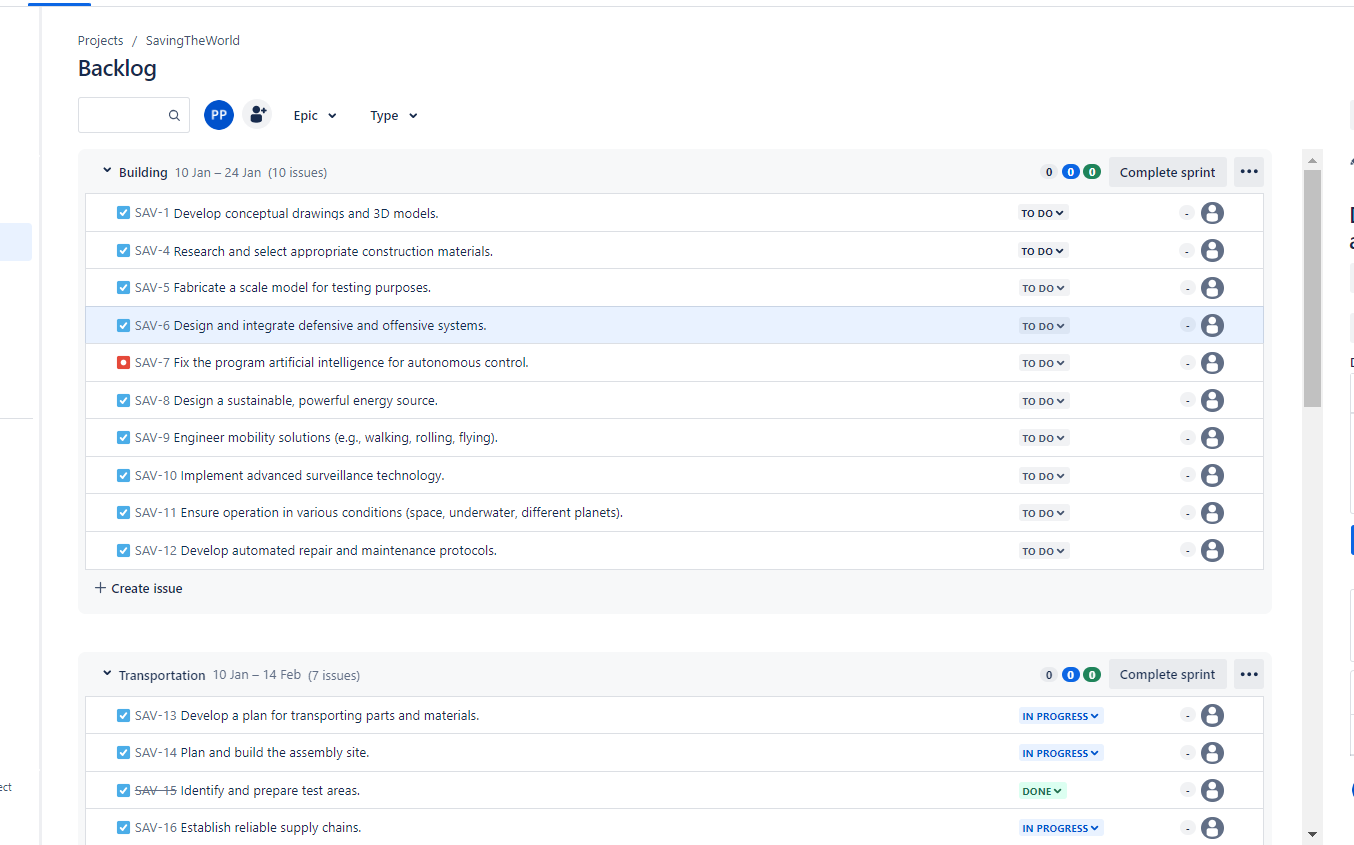 Projects / SavingTheWorld
Backlog
PP Epic Type
Building 10 Jan – 24 Jan (10 issues) 0 0 0 Complete sprint
SAV-1 Develop conceptual drawings and 3D models. TO DO -
SAV-4 Research and select appropriate construction materials. TO DO -
SAV-5 Fabricate a scale model for testing purposes. TO DO -
SAV-6 Design and integrate defensive and offensive systems. TO DO -
SAV-7 Fix the program artificial intelligence for autonomous control. TO DO -
SAV-8 Design a sustainable, powerful energy source. TO DO -
SAV-9 Engineer mobility solutions (e.g., walking, rolling, flying). TO DO -
SAV-10 Implement advanced surveillance technology. TO DO -
SAV-11 Ensure operation in various conditions (space, underwater, different planets). TO DO -
SAV-12 Develop automated repair and maintenance protocols. TO DO -
+ Create issue
Transportation 10 Jan – 14 Feb (7 issues) 0 0 0 Complete sprint
SAV-13 Develop a plan for transporting parts and materials. IN PROGRESS -
SAV-14 Plan and build the assembly site. IN PROGRESS -
SAV-15 Identify and prepare test areas. DONE -
SAV-16 Establish reliable supply chains. IN PROGRESS -